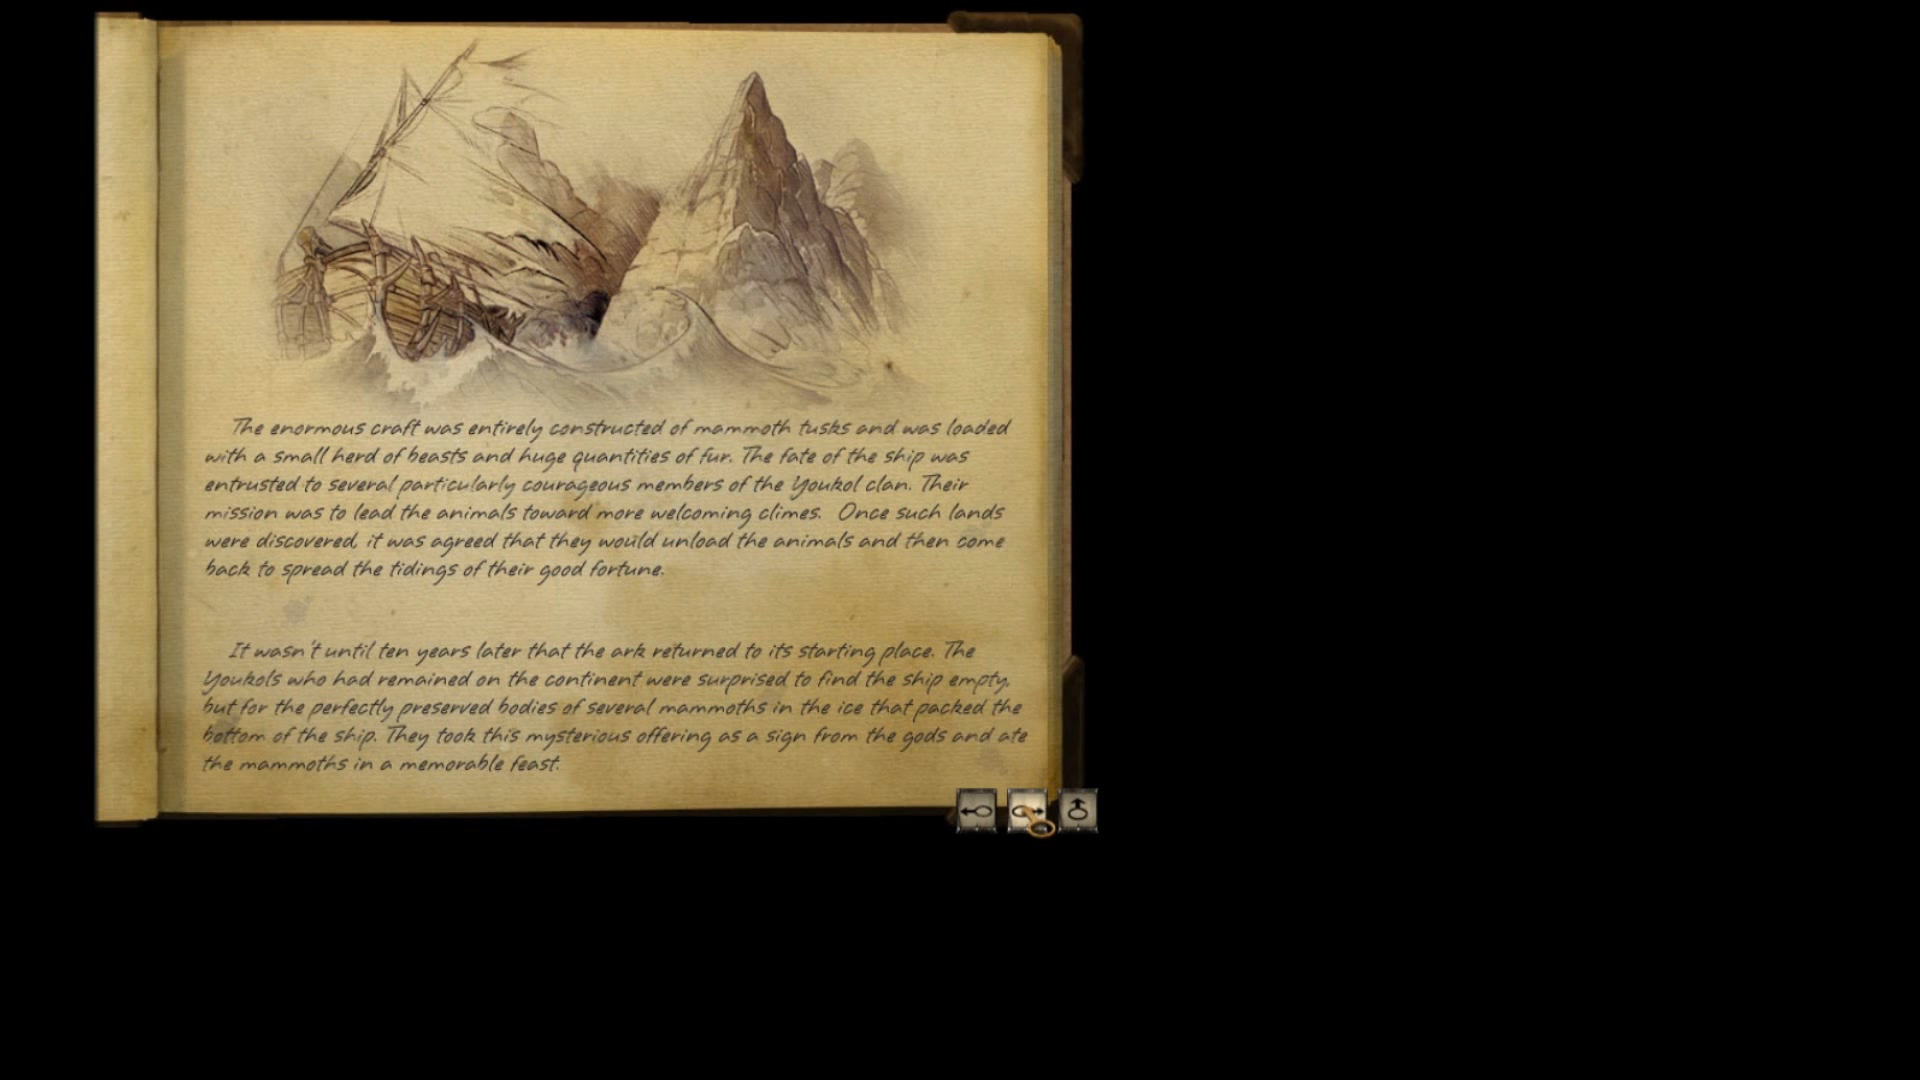 The enormous craft was entirely constructed of mammoth tusks and was loaded
with a small herd of beasts and huge quantities of fur. The fate of the ship was
entrusted to several particularly courageous members of the Youkol clan. Their
mission was to lead the animals toward more welcoming climes. Once such lands
were discovered, it was agreed that they would unload the animals and then come
back to spread the tidings of their good fortune.
It wasn't until ten years later that the ark returned to its starting place. The
Youkols who had remained on the continent were surprised to find the ship empty,
but for the perfectly preserved bodies of several mammoths in the ice that packed the
bottom of the ship. They took this mysterious offering as a sign from the gods and ate
the mammoths in a memorable feast.